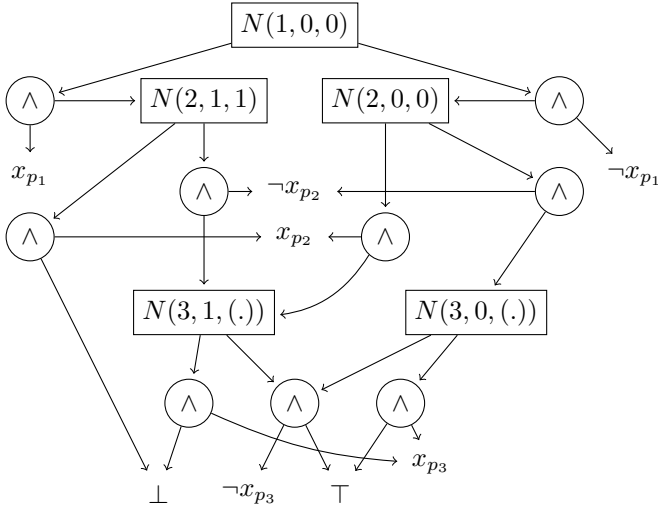 N(1, 0, 0)
∧ N(2, 1, 1) N(2, 0, 0) ∧
x_{p_1} ¬x_{p_1}
∧ ¬x_{p_2} ∧
∧ x_{p_2} ∧
N(3, 1, (.)) N(3, 0, (.))
∧ ∧ ∧
x_{p_3}
⊥ ¬x_{p_3} ⊤